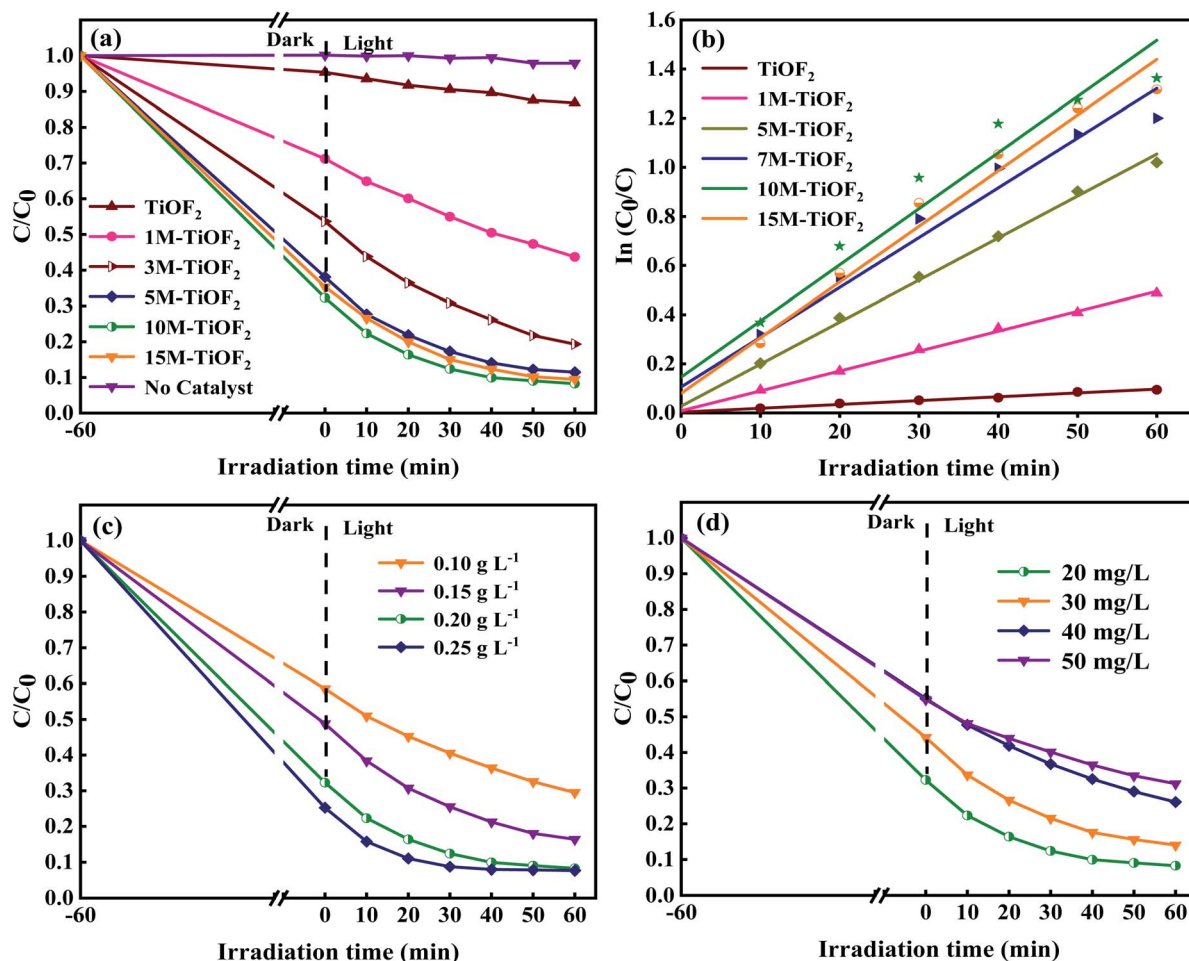 (a)
Dark
Light
1.0
0.9
0.8
0.7
0.6
0.5
0.4
0.3
0.2
0.1
0.0
C/C₀
TiOF₂
1M-TiOF₂
3M-TiOF₂
5M-TiOF₂
10M-TiOF₂
15M-TiOF₂
No Catalyst
-60 0 10 20 30 40 50 60
Irradiation time (min)
(b)
1.6
1.4
1.2
1.0
0.8
0.6
0.4
0.2
0.0
In (C₀/C)
TiOF₂
1M-TiOF₂
5M-TiOF₂
7M-TiOF₂
10M-TiOF₂
15M-TiOF₂
0 10 20 30 40 50 60
Irradiation time (min)
(c)
Dark
Light
1.0
0.9
0.8
0.7
0.6
0.5
0.4
0.3
0.2
0.1
0.0
C/C₀
0.10 g L⁻¹
0.15 g L⁻¹
0.20 g L⁻¹
0.25 g L⁻¹
-60 0 10 20 30 40 50 60
Irradiation time (min)
(d)
Dark
Light
1.0
0.9
0.8
0.7
0.6
0.5
0.4
0.3
0.2
0.1
0.0
C/C₀
20 mg/L
30 mg/L
40 mg/L
50 mg/L
-60 0 10 20 30 40 50 60
Irradiation time (min)